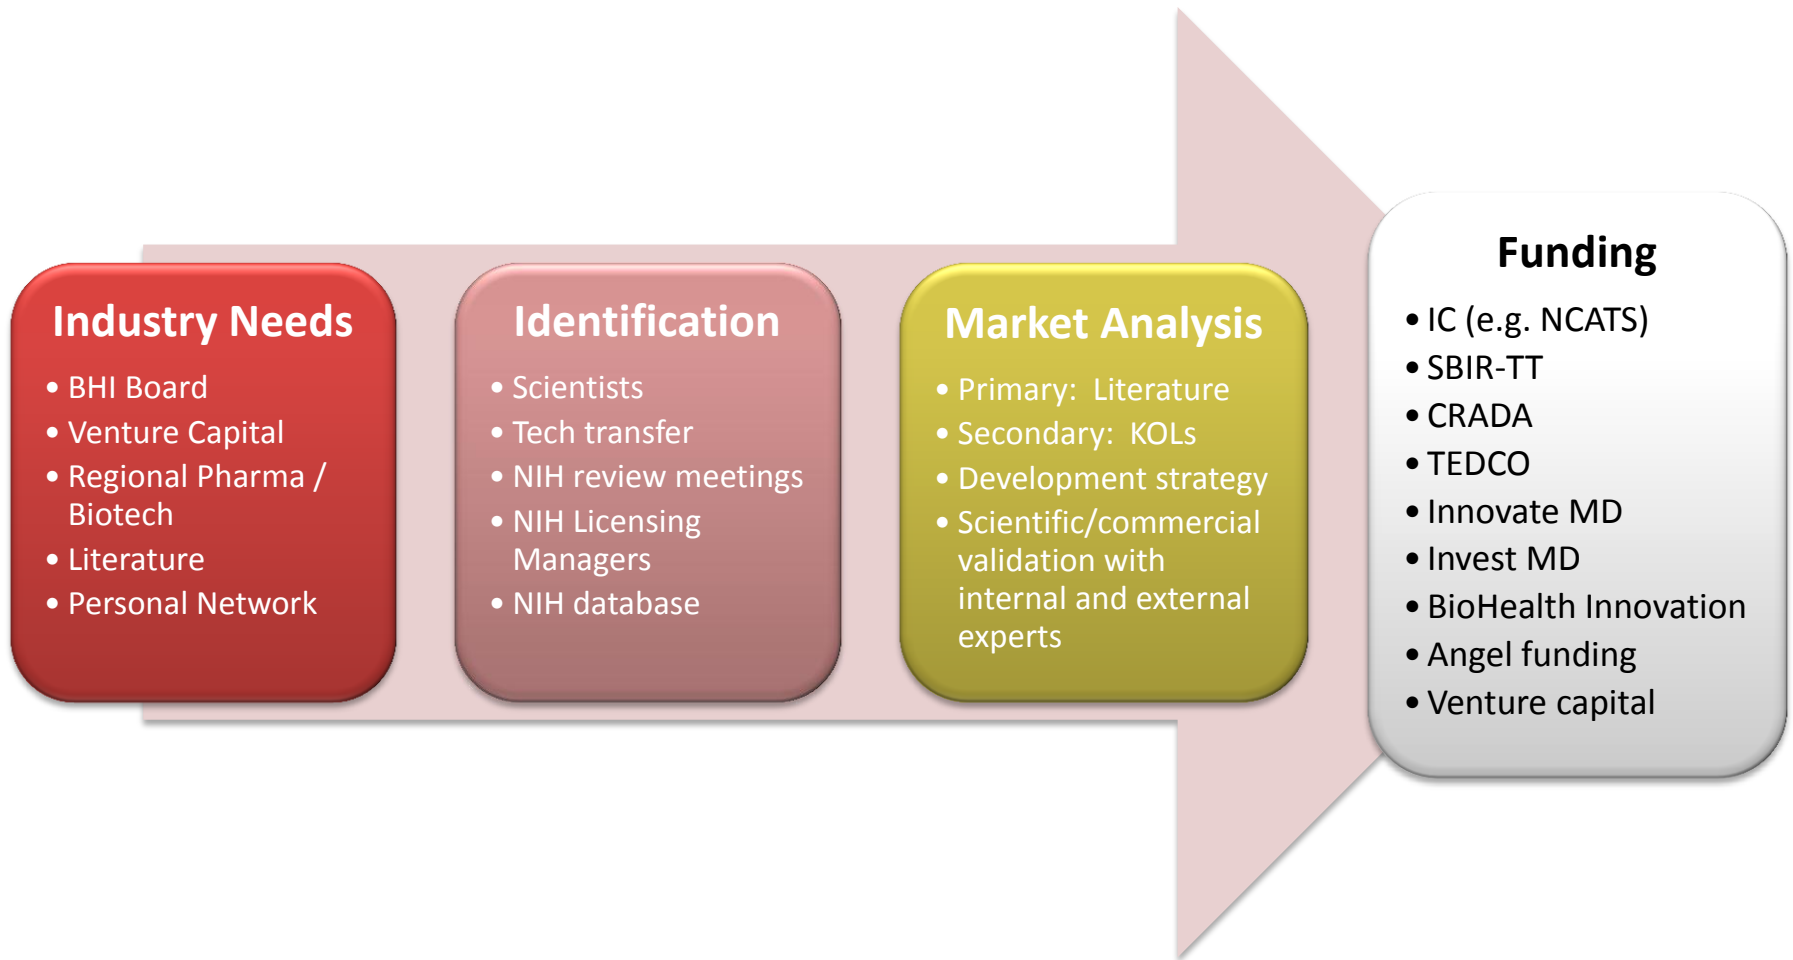 Industry Needs
• BHI Board
• Venture Capital
• Regional Pharma /
Biotech
• Literature
• Personal Network
Identification
• Scientists
• Tech transfer
• NIH review meetings
• NIH Licensing
Managers
• NIH database
Market Analysis
• Primary:  Literature
• Secondary:  KOLs
• Development strategy
• Scientific/commercial
validation with
internal and external
experts
Funding
• IC (e.g. NCATS)
• SBIR-TT
• CRADA
• TEDCO
• Innovate MD
• Invest MD
• BioHealth Innovation
• Angel funding
• Venture capital